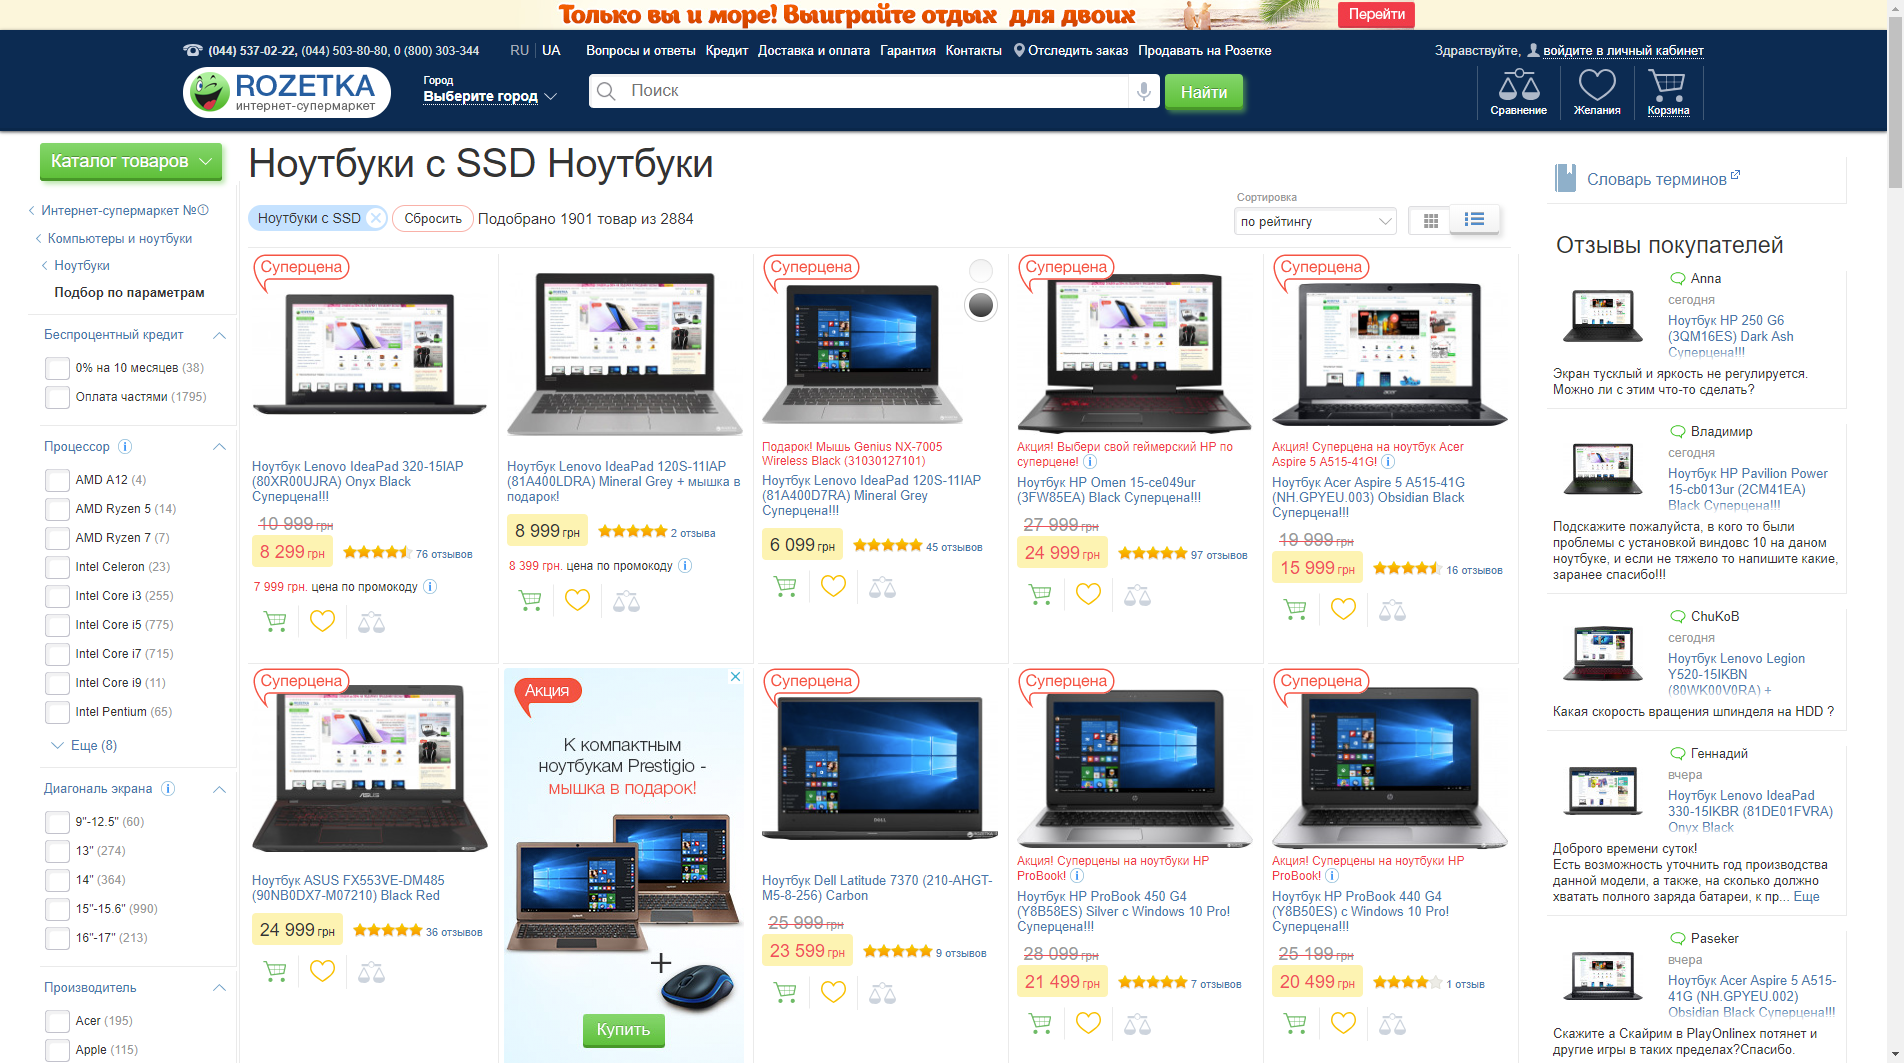 Только вы и море! Выиграйте отдых для двоих
Перейти
(044) 537-02-22, (044) 503-80-80, 0 (800) 303-344
RU UA
Вопросы и ответы Кредит Доставка и оплата Гарантия Контакты Отследить заказ Продавать на Розетке
Здравствуйте, войдите в личный кабинет
ROZETKA
интернет-супермаркет
Город
Выберите город
Поиск
Найти
Сравнение
Желания
Корзина
Каталог товаров
Ноутбуки с SSD Ноутбуки
Интернет-супермаркет №①
Компьютеры и ноутбуки
Ноутбуки
Подбор по параметрам
Ноутбуки с SSD
Сбросить
Подобрано 1901 товар из 2884
Сортировка
по рейтингу
Беспроцентный кредит
0% на 10 месяцев (38)
Оплата частями (1795)
Процессор
AMD A12 (4)
AMD Ryzen 5 (14)
AMD Ryzen 7 (7)
Intel Celeron (23)
Intel Core i3 (255)
Intel Core i5 (775)
Intel Core i7 (715)
Intel Core i9 (11)
Intel Pentium (65)
Еще (8)
Диагональ экрана
9"-12.5" (60)
13" (274)
14" (364)
15"-15.6" (990)
16"-17" (213)
Производитель
Acer (195)
Apple (115)
Суперцена
Ноутбук Lenovo IdeaPad 320-15IAP
(80XR00UJRA) Onyx Black
Суперцена!!!
10 999 грн
8 299 грн
76 отзывов
7 999 грн. цена по промокоду
Ноутбук Lenovo IdeaPad 120S-11IAP
(81A400LDRA) Mineral Grey + мышка в
подарок!
8 999 грн
2 отзыва
8 399 грн. цена по промокоду
Суперцена
Подарок! Мышь Genius NX-7005
Wireless Black (31030127101)
Ноутбук Lenovo IdeaPad 120S-11IAP
(81A400D7RA) Mineral Grey
Суперцена!!!
6 099 грн
45 отзывов
Суперцена
Акция! Выбери свой геймерский HP по
суперцене!
Ноутбук HP Omen 15-ce049ur
(3FW85EA) Black Суперцена!!!
27 999 грн
24 999 грн
97 отзывов
Суперцена
acer
Акция! Суперцена на ноутбук Acer
Aspire 5 A515-41G!
Ноутбук Acer Aspire 5 A515-41G
(NH.GPYEU.003) Obsidian Black
Суперцена!!!
19 999 грн
15 999 грн
16 отзывов
Суперцена
ASUS
Ноутбук ASUS FX553VE-DM485
(90NB0DX7-M07210) Black Red
24 999 грн
36 отзывов
Акция
К компактным
ноутбукам Prestigio -
мышка в подарок!
+
Купить
Суперцена
DELL
ROZETKA
Ноутбук Dell Latitude 7370 (210-AHGT-
M5-8-256) Carbon
25 999 грн
23 599 грн
9 отзывов
Суперцена
Акция! Суперцены на ноутбуки HP
ProBook!
Ноутбук HP ProBook 450 G4
(Y8B58ES) Silver с Windows 10 Pro!
Суперцена!!!
28 099 грн
21 499 грн
7 отзывов
Суперцена
Акция! Суперцены на ноутбуки HP
ProBook!
Ноутбук HP ProBook 440 G4
(Y8B50ES) с Windows 10 Pro!
Суперцена!!!
25 199 грн
20 499 грн
1 отзыв
Словарь терминов
Отзывы покупателей
Anna
сегодня
Ноутбук HP 250 G6
(3QM16ES) Dark Ash
Суперцена!!!
Экран тусклый и яркость не регулируется.
Можно ли с этим что-то сделать?
Владимир
сегодня
Ноутбук HP Pavilion Power
15-cb013ur (2CM41EA)
Black Суперцена!!!
Подскажите пожалуйста, в кого то были
проблемы с установкой виндовс 10 на даном
ноутбуке, и если не тяжело то напишите какие,
заранее спасибо!!!
ChuKoB
сегодня
Ноутбук Lenovo Legion
Y520-15IKBN
(80WK00V0RA) +
Какая скорость вращения шпинделя на HDD ?
Геннадий
вчера
Ноутбук Lenovo IdeaPad
330-15IKBR (81DE01FVRA)
Onyx Black
Доброго времени суток!
Есть возможность уточнить год производства
данной модели, а также, на сколько должно
хватать полного заряда батареи, к пр... Еще
Paseker
вчера
Ноутбук Acer Aspire 5 A515-
41G (NH.GPYEU.002)
Obsidian Black Суперцена!!!
Скажите а Скайрим в PlayOnlinex потянет и
другие игры в таких пределах?Спасибо.